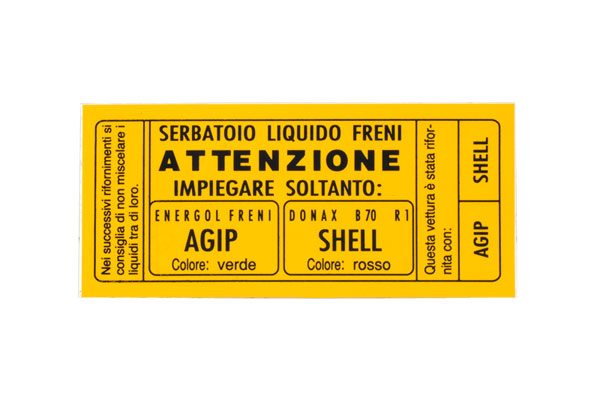 Nei successivi rifornimenti si
consiglia di non miscelare i
liquidi tra di loro.
SERBATOIO LIQUIDO FRENI
ATTENZIONE
IMPIEGARE SOLTANTO:
ENERGOL FRENI
AGIP
Colore: verde
DONAX B70 R1
SHELL
Colore: rosso
Questa vettura è stata rifor-
nita con:
SHELL
AGIP